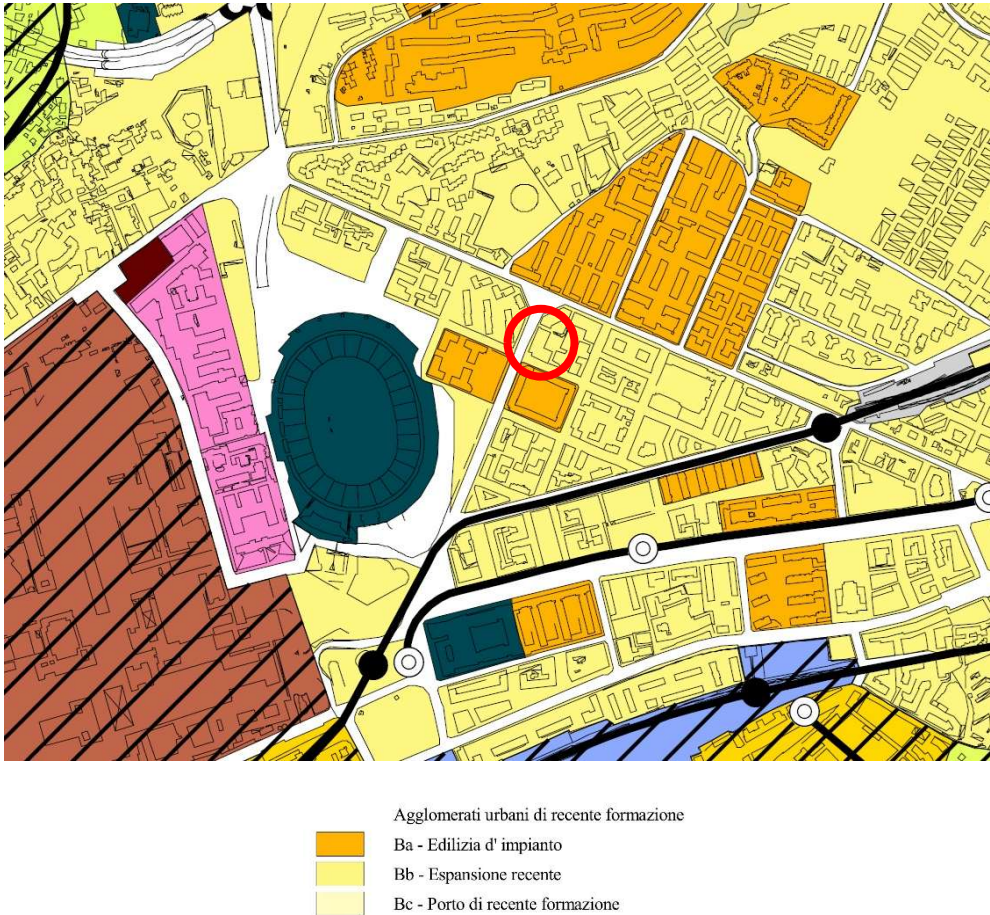 Agglomerati urbani di recente formazione
Ba - Edilizia d' impianto
Bb - Espansione recente
Bc - Porto di recente formazione